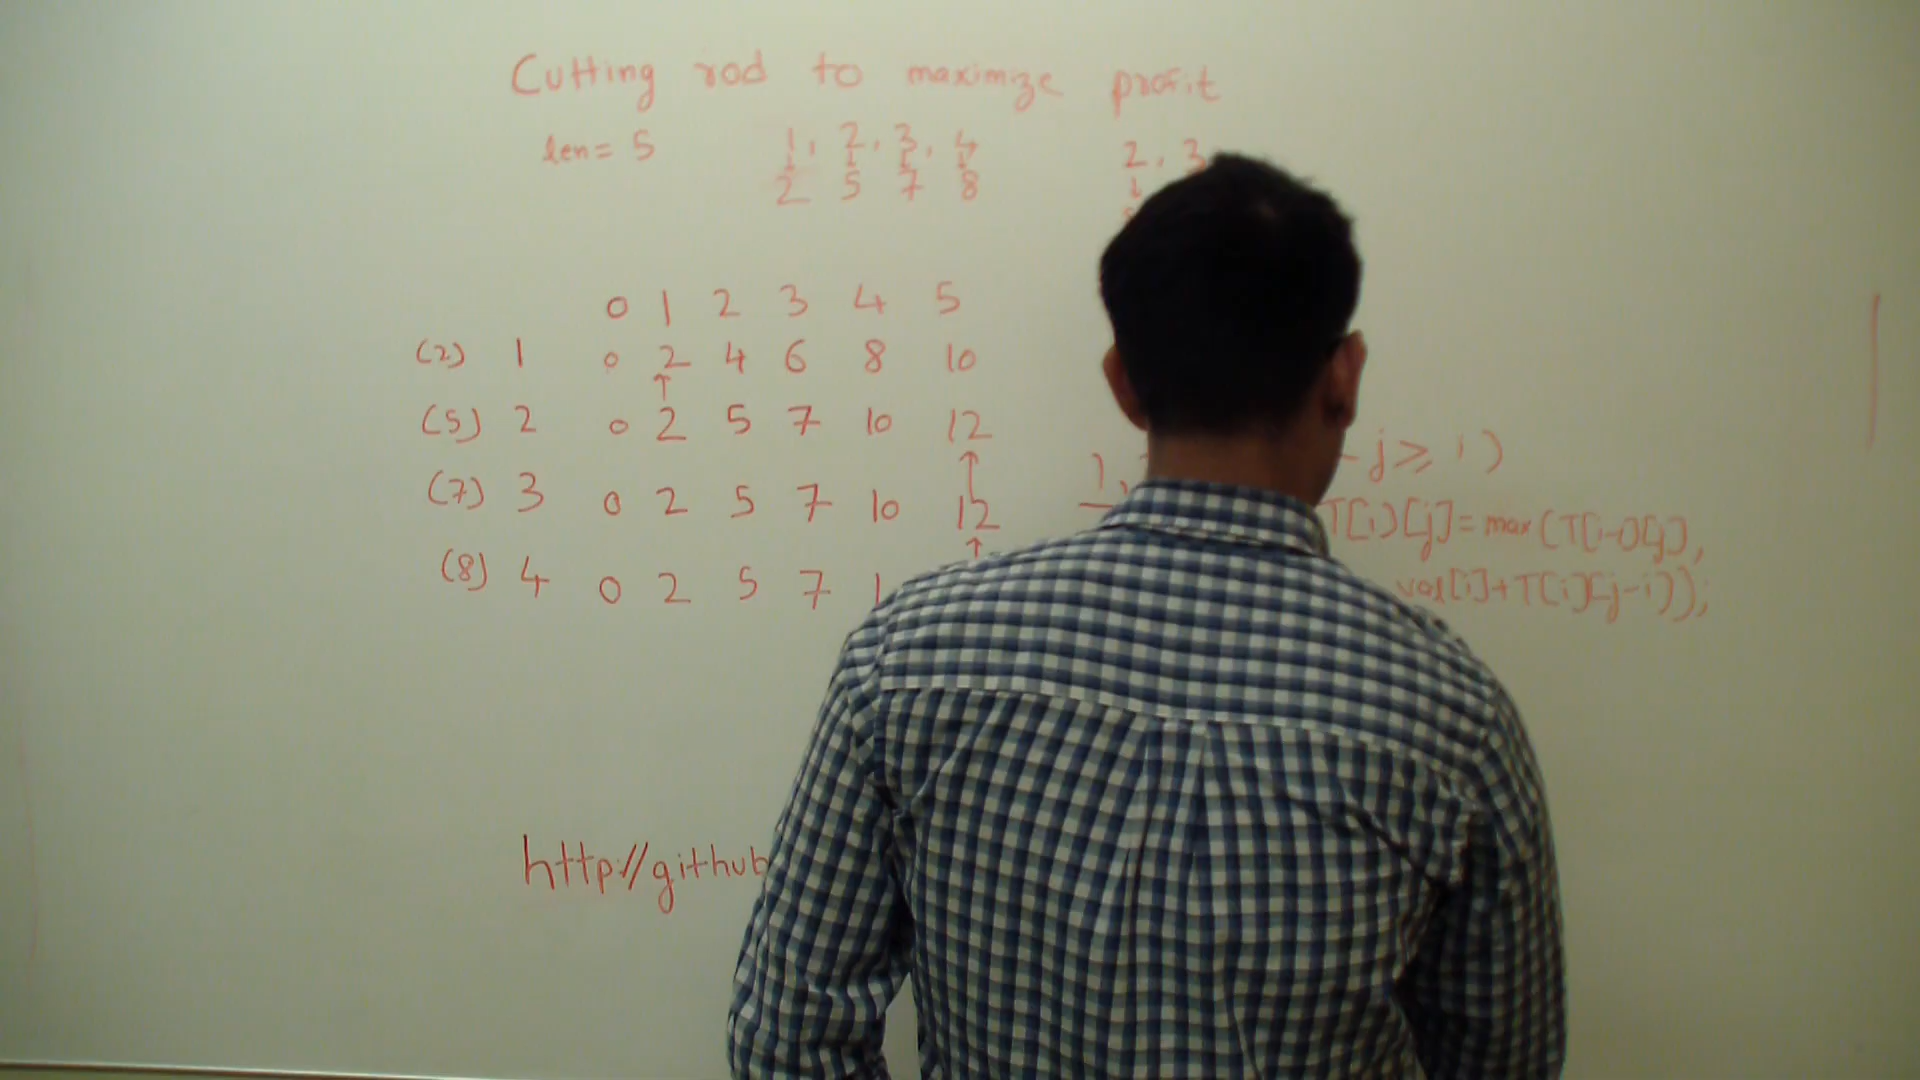 Cutting rod to maximize profit
len = 5 1, 2, 3, 4 2, 3
2 5 7 8
0 1 2 3 4 5
(2) 1 0 2 4 6 8 10
(5) 2 0 2 5 7 10 12
j ≥ i)
(7) 3 0 2 5 7 10 12
T[i][j] = max(T[i-1][j],
(8) 4 0 2 5 7 1
val[i]+T[i][j-i]);
http://github